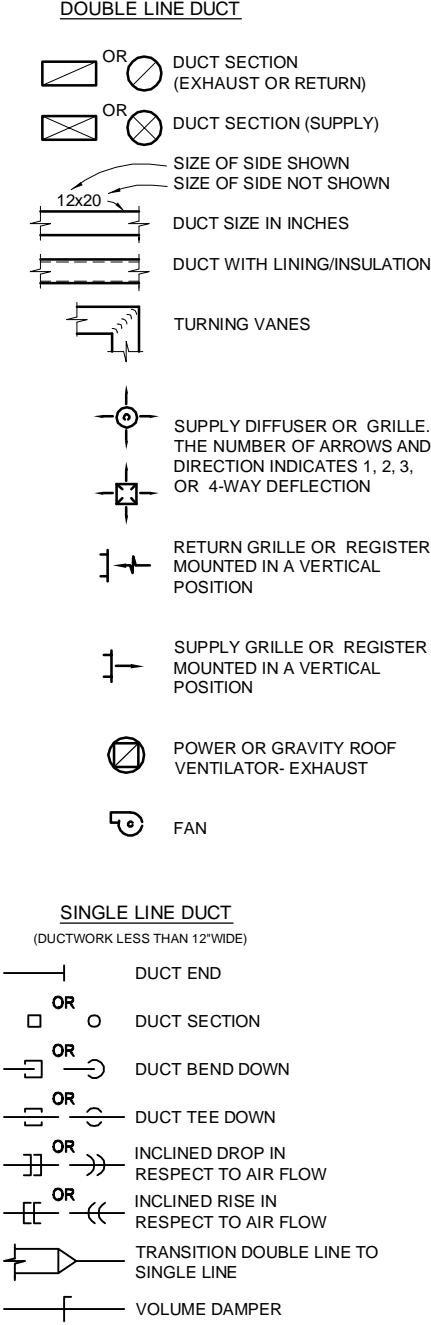 DOUBLE LINE DUCT
OR
DUCT SECTION
(EXHAUST OR RETURN)
OR
DUCT SECTION (SUPPLY)
SIZE OF SIDE SHOWN
SIZE OF SIDE NOT SHOWN
12x20
DUCT SIZE IN INCHES
DUCT WITH LINING/INSULATION
TURNING VANES
SUPPLY DIFFUSER OR GRILLE.
THE NUMBER OF ARROWS AND
DIRECTION INDICATES 1, 2, 3,
OR 4-WAY DEFLECTION
RETURN GRILLE OR REGISTER
MOUNTED IN A VERTICAL
POSITION
SUPPLY GRILLE OR REGISTER
MOUNTED IN A VERTICAL
POSITION
POWER OR GRAVITY ROOF
VENTILATOR- EXHAUST
FAN
SINGLE LINE DUCT
(DUCTWORK LESS THAN 12"WIDE)
DUCT END
OR
DUCT SECTION
OR
DUCT BEND DOWN
OR
DUCT TEE DOWN
OR
INCLINED DROP IN
RESPECT TO AIR FLOW
OR
INCLINED RISE IN
RESPECT TO AIR FLOW
TRANSITION DOUBLE LINE TO
SINGLE LINE
VOLUME DAMPER